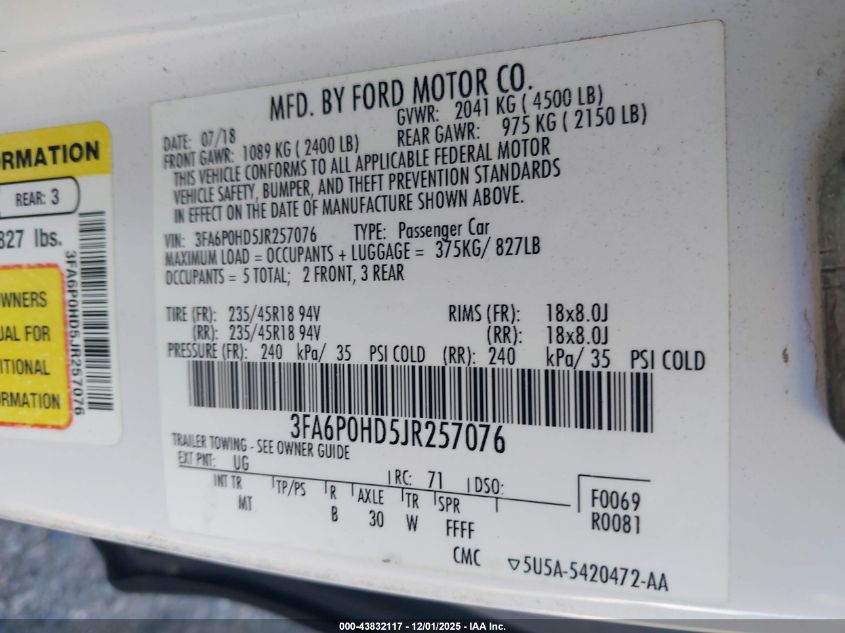 MFD. BY FORD MOTOR CO.
DATE: 07/18 GVWR: 2041 KG ( 4500 LB)
FRONT GAWR: 1089 KG ( 2400 LB) REAR GAWR: 975 KG ( 2150 LB)
THIS VEHICLE CONFORMS TO ALL APPLICABLE FEDERAL MOTOR
VEHICLE SAFETY, BUMPER, AND THEFT PREVENTION STANDARDS
IN EFFECT ON THE DATE OF MANUFACTURE SHOWN ABOVE.
VIN: 3FA6P0HD5JR257076 TYPE: Passenger Car
MAXIMUM LOAD = OCCUPANTS + LUGGAGE = 375KG/ 827LB
OCCUPANTS = 5 TOTAL; 2 FRONT, 3 REAR
TIRE (FR): 235/45R18 94V RIMS (FR): 18x8.0J
(RR): 235/45R18 94V (RR): 18x8.0J
PRESSURE (FR): 240 kPa/ 35 PSI COLD (RR): 240 kPa/ 35 PSI COLD
3FA6P0HD5JR257076
TRAILER TOWING - SEE OWNER GUIDE
EXT PNT: UG RC: 71 DSO:
INT TR TP/PS R AXLE TR SPR
MT B 30 W FFFF
F0069
R0081
CMC ▽5U5A-5420472-AA
ORMATION
REAR: 3
827 lbs.
3FA6P0HD5JR257076
WNERS
UAL FOR
ITIONAL
ORMATION
000-43832117 - 12/01/2025 - IAA Inc.